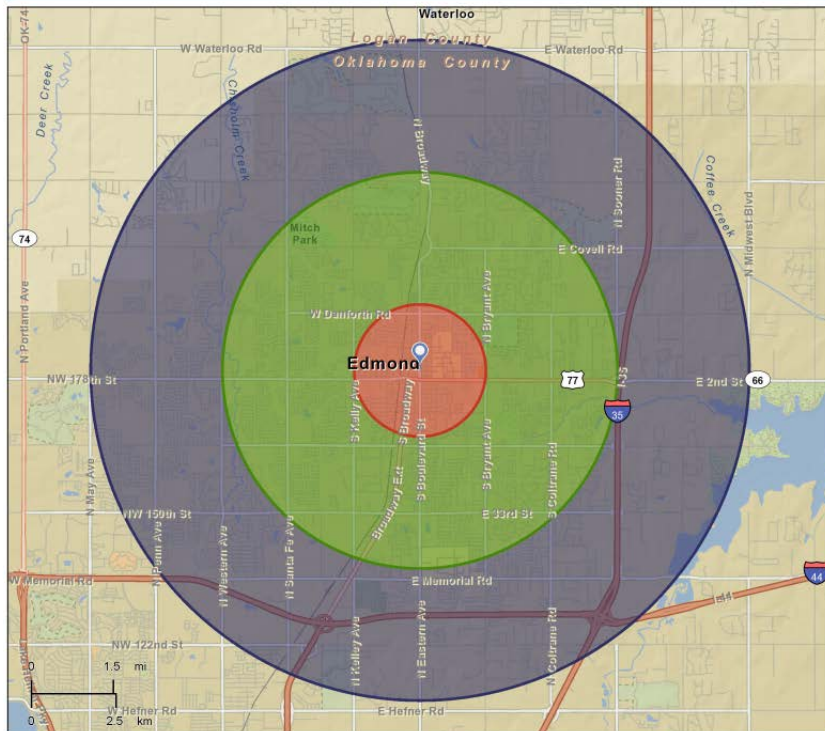 Waterloo
OK-74
W Waterloo Rd
Logan County
E Waterloo Rd
Oklahoma County
Deer Creek
Chisholm Creek
N Broadway
N Sooner Rd
Coffee Creek
Mitch
Park
74
E Covell Rd
N Midwest Blvd
N Portland Ave
W Danforth Rd
N Bryant Ave
Edmond
NW 178th St
77
I-35
E 2nd St
66
S Kelly Ave
S Broadway
35
S Boulevard St
S Bryant Ave
S Coltrane Rd
N May Ave
Broadway Ext
NW 150th St
E 33rd St
N Penn Ave
N Western Ave
N Santa Fe Ave
W Memorial Rd
E Memorial Rd
44
I-44
NW 122nd St
N Kelley Ave
N Eastern Ave
N Coltrane Rd
0 1.5 mi
0 2.5 km
W Hefner Rd
E Hefner Rd